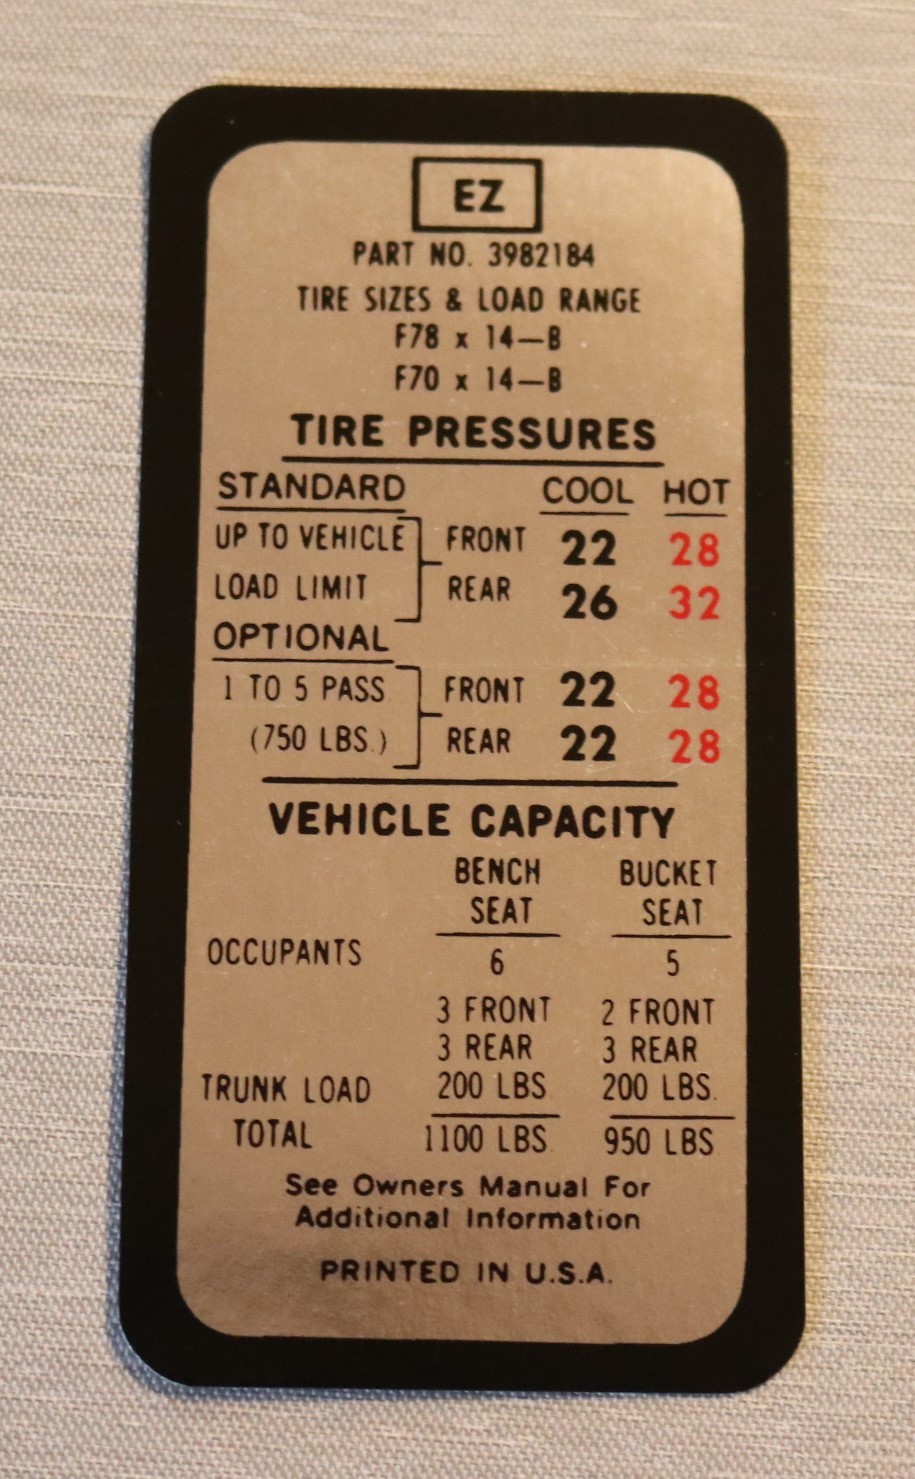 EZ
PART NO. 3982184
TIRE SIZES & LOAD RANGE
F78 x 14—B
F70 x 14—B
TIRE PRESSURES
STANDARD COOL HOT
UP TO VEHICLE FRONT 22 28
LOAD LIMIT REAR 26 32
OPTIONAL
1 TO 5 PASS FRONT 22 28
(750 LBS.) REAR 22 28
VEHICLE CAPACITY
BENCH BUCKET
SEAT SEAT
OCCUPANTS 6 5
3 FRONT 2 FRONT
3 REAR 3 REAR
TRUNK LOAD 200 LBS. 200 LBS.
TOTAL 1100 LBS. 950 LBS
See Owners Manual For
Additional Information
PRINTED IN U.S.A.